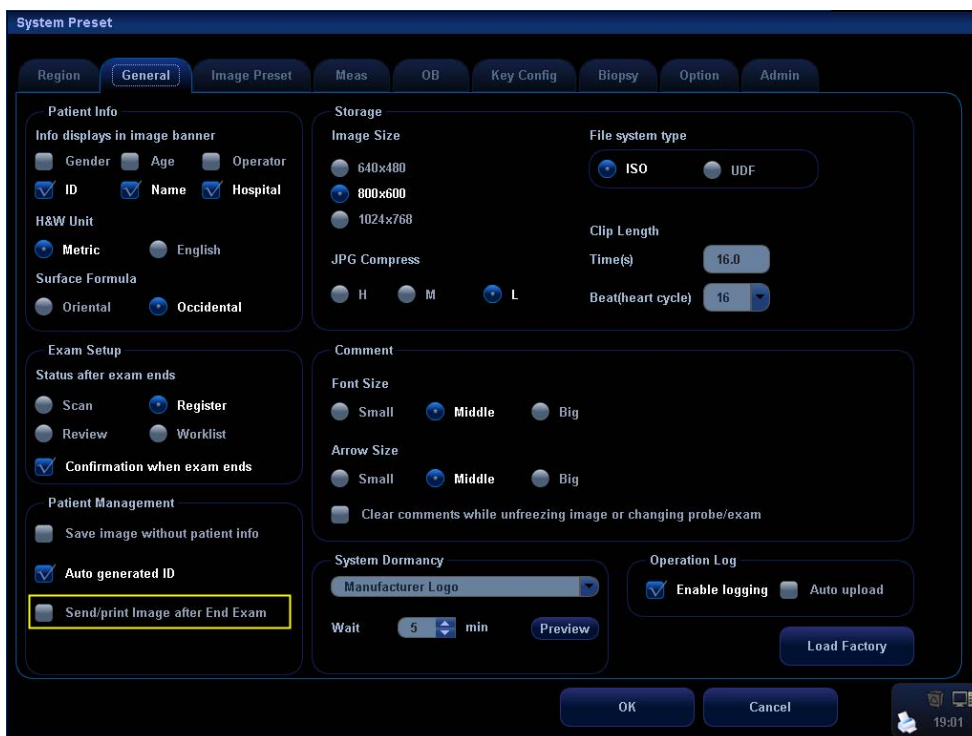 System Preset
Region General Image Preset Meas OB Key Config Biopsy Option Admin
Patient Info
Info displays in image banner
Gender Age Operator
ID Name Hospital
H&W Unit
Metric English
Surface Formula
Oriental Occidental
Exam Setup
Status after exam ends
Scan Register
Review Worklist
Confirmation when exam ends
Patient Management
Save image without patient info
Auto generated ID
Send/print Image after End Exam
Storage
Image Size
640x480
800x600
1024x768
JPG Compress
H M L
File system type
ISO UDF
Clip Length
Time(s) 16.0
Beat(heart cycle) 16
Comment
Font Size
Small Middle Big
Arrow Size
Small Middle Big
Clear comments while unfreezing image or changing probe/exam
System Dormancy
Manufacturer Logo
Wait 5 min Preview
Operation Log
Enable logging Auto upload
Load Factory
OK Cancel
19:01